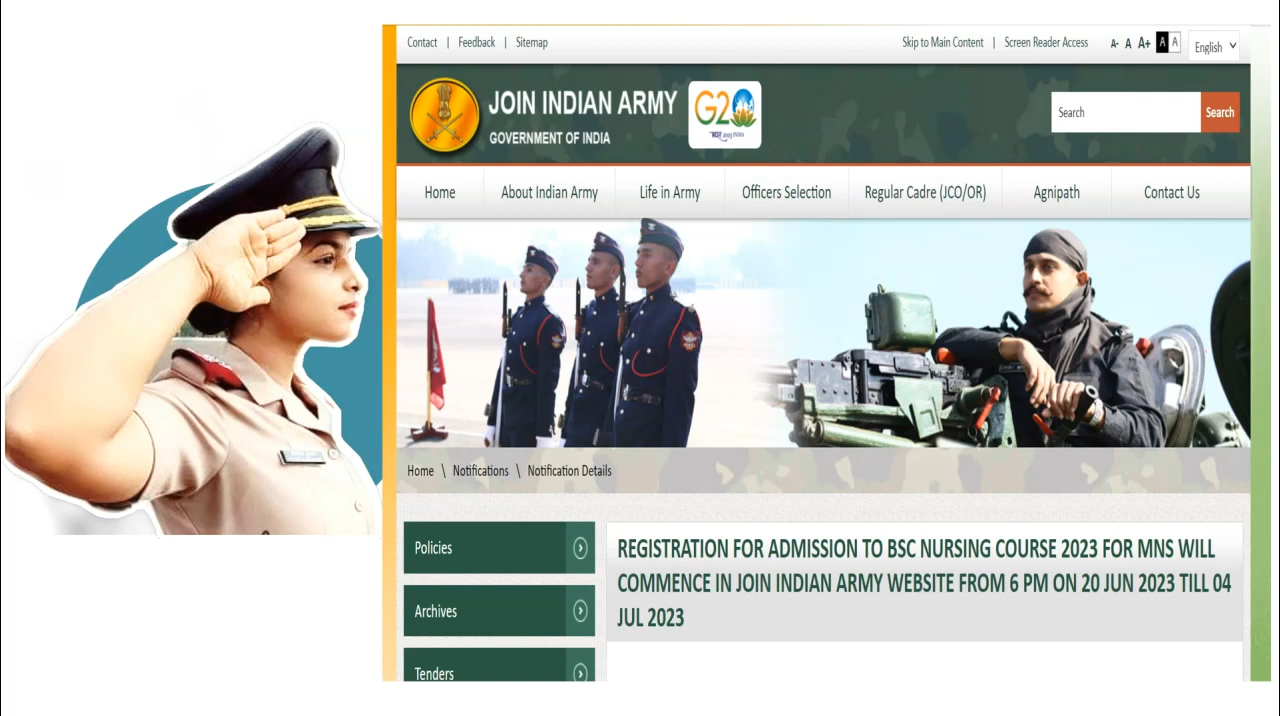 Contact | Feedback | Sitemap
Skip to Main Content | Screen Reader Access A- A A+ A A English
JOIN INDIAN ARMY
GOVERNMENT OF INDIA
G20
Search Search
Home About Indian Army Life in Army Officers Selection Regular Cadre (JCO/OR) Agnipath Contact Us
Home \ Notifications \ Notification Details
Policies
Archives
Tenders
REGISTRATION FOR ADMISSION TO BSC NURSING COURSE 2023 FOR MNS WILL
COMMENCE IN JOIN INDIAN ARMY WEBSITE FROM 6 PM ON 20 JUN 2023 TILL 04
JUL 2023